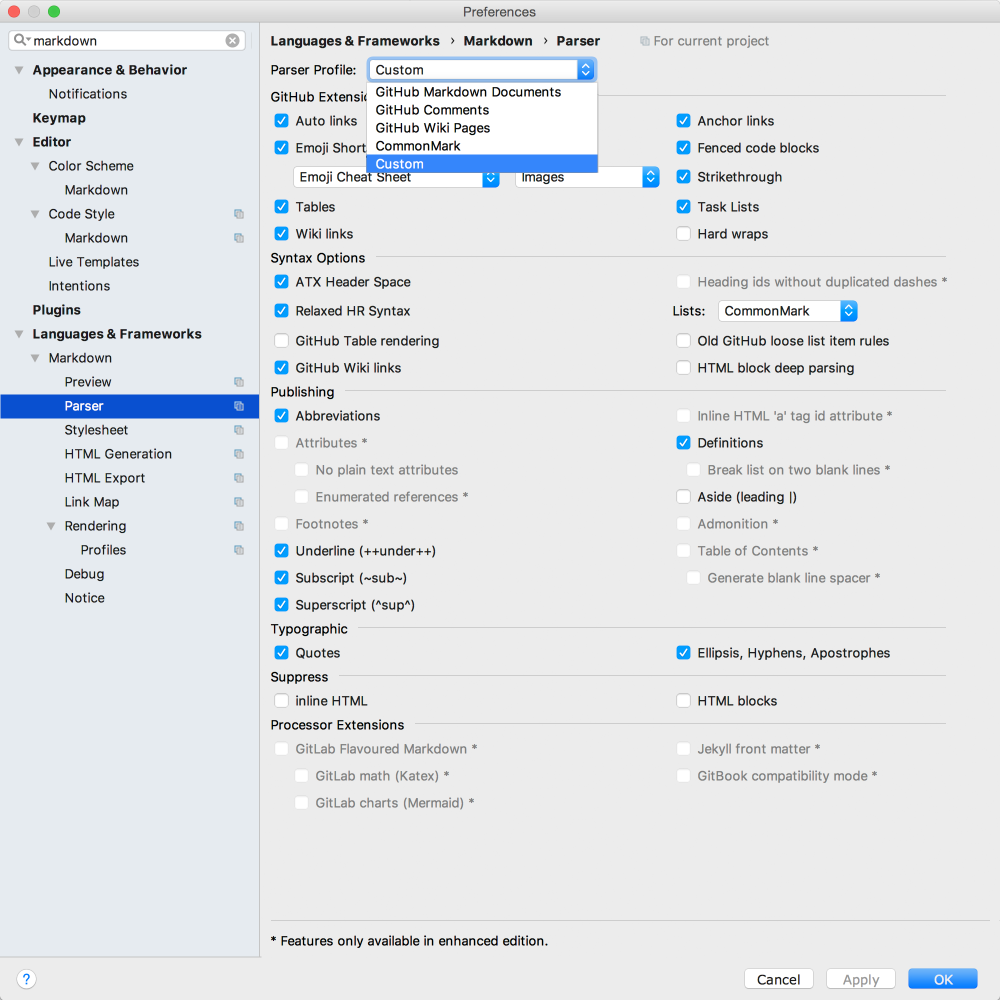 Preferences
markdown
Appearance & Behavior
Notifications
Keymap
Editor
Color Scheme
Markdown
Code Style
Markdown
Live Templates
Intentions
Plugins
Languages & Frameworks
Markdown
Preview
Parser
Stylesheet
HTML Generation
HTML Export
Link Map
Rendering
Profiles
Debug
Notice
?
Languages & Frameworks › Markdown › Parser For current project
Parser Profile: Custom
GitHub Markdown Documents
GitHub Comments
GitHub Wiki Pages
CommonMark
Custom
GitHub
Auto links Anchor links
Emoji Fenced code blocks
Emoji Cheat Sheet Images Strikethrough
Tables Task Lists
Wiki links Hard wraps
Syntax Options
ATX Header Space Heading ids without duplicated dashes *
Relaxed HR Syntax Lists: CommonMark
GitHub Table rendering Old GitHub loose list item rules
GitHub Wiki links HTML block deep parsing
Publishing
Abbreviations Inline HTML 'a' tag id attribute *
Attributes * Definitions
No plain text attributes Break list on two blank lines *
Enumerated references * Aside (leading |)
Footnotes * Admonition *
Underline (++under++) Table of Contents *
Subscript (~sub~) Generate blank line spacer *
Superscript (^sup^)
Typographic
Quotes Ellipsis, Hyphens, Apostrophes
Suppress
inline HTML HTML blocks
Processor Extensions
GitLab Flavoured Markdown * Jekyll front matter *
GitLab math (Katex) * GitBook compatibility mode *
GitLab charts (Mermaid) *
* Features only available in enhanced edition.
Cancel Apply OK